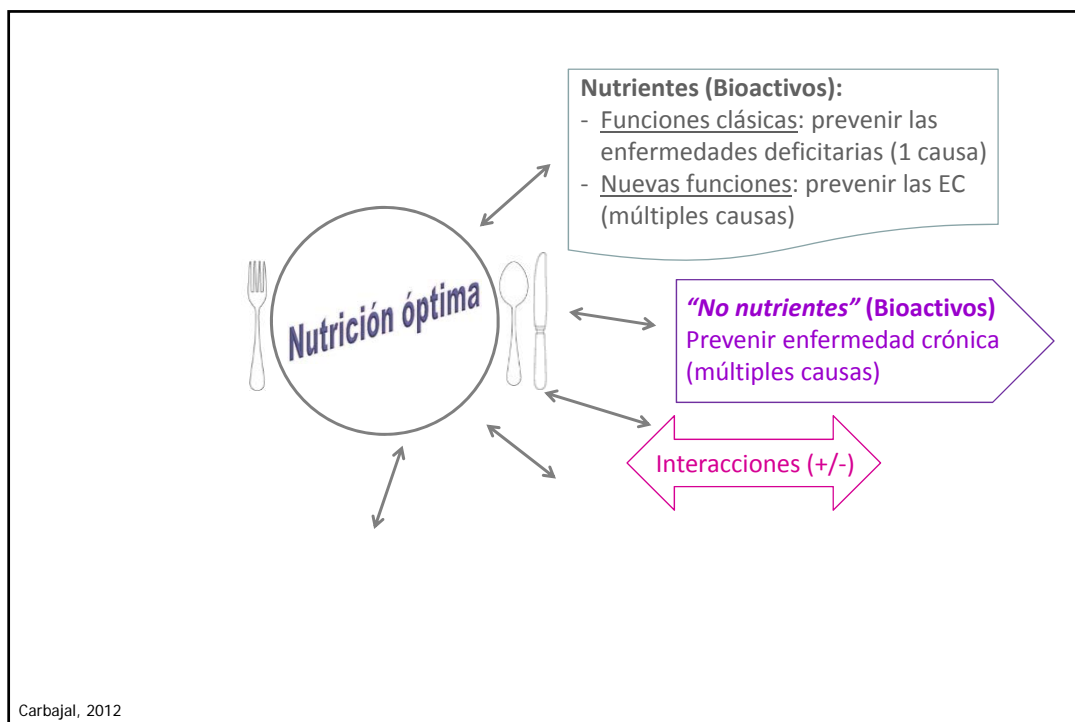 Nutrientes (Bioactivos):
- Funciones clásicas: prevenir las
enfermedades deficitarias (1 causa)
- Nuevas funciones: prevenir las EC
(múltiples causas)
Nutrición óptima
“No nutrientes” (Bioactivos)
Prevenir enfermedad crónica
(múltiples causas)
Interacciones (+/-)
Carbajal, 2012